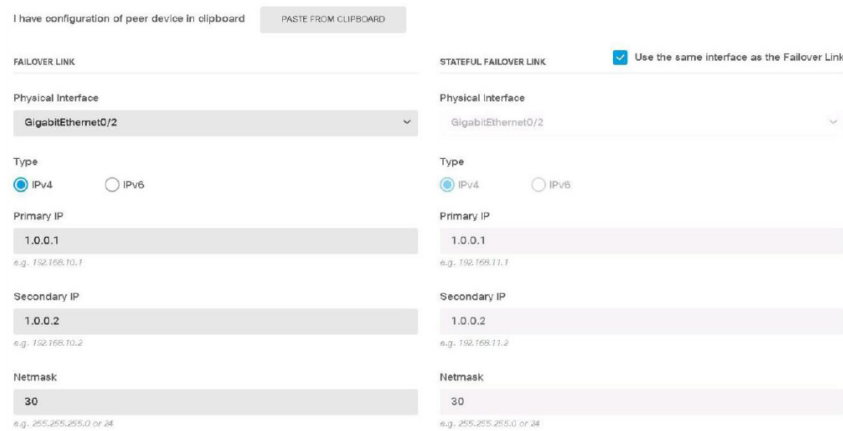 I have configuration of peer device in clipboard PASTE FROM CLIPBOARD
FAILOVER LINK
Physical Interface
GigabitEthernet0/2
Type
IPv4 IPv6
Primary IP
1.0.0.1
e.g. 192.168.10.1
Secondary IP
1.0.0.2
e.g. 192.168.10.2
Netmask
30
e.g. 255.255.255.0 or 24
STATEFUL FAILOVER LINK Use the same interface as the Failover Link
Physical Interface
GigabitEthernet0/2
Type
IPv4 IPv6
Primary IP
1.0.0.1
e.g. 192.168.11.1
Secondary IP
1.0.0.2
e.g. 192.168.11.2
Netmask
30
e.g. 255.255.255.0 or 24